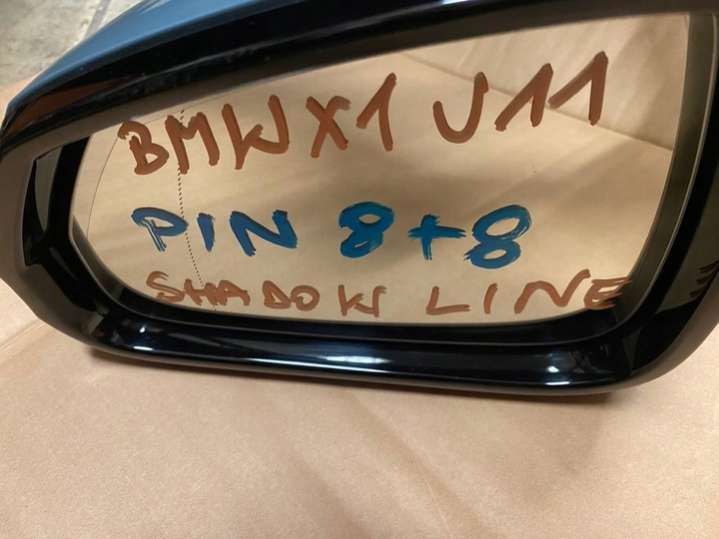 BMW X1 U11
PIN 8+8
SHADOW LINE